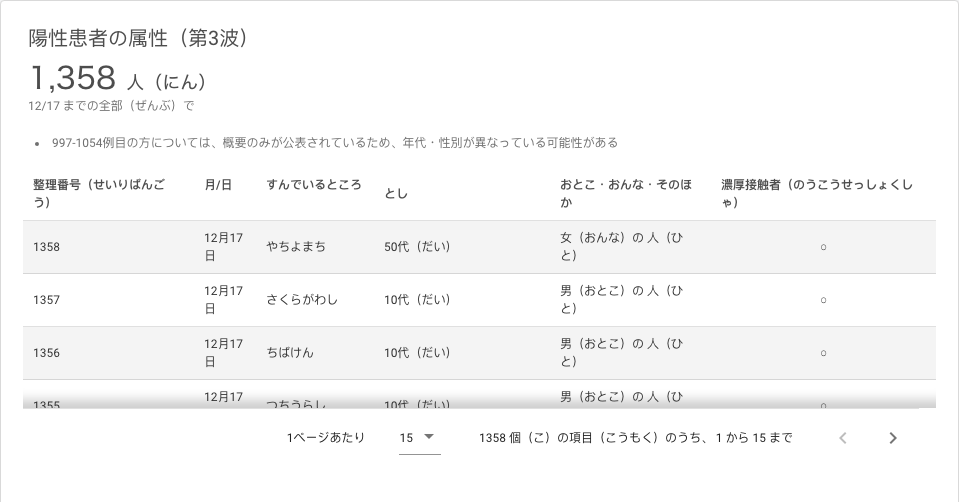 陽性患者の属性（第3波）
1,358 人（にん）
12/17 までの全部（ぜんぶ）で
• 997-1054例目の方については、概要のみが公表されているため、年代・性別が異なっている可能性がある
整理番号（せいりばんごう） 月/日 すんでいるところ とし おとこ・おんな・そのほか 濃厚接触者（のうこうせっしょくしゃ）
1358 12月17日 やちよまち 50代（だい） 女（おんな）の 人（ひと） ○
1357 12月17日 さくらがわし 10代（だい） 男（おとこ）の 人（ひと） ○
1356 12月17日 ちばけん 10代（だい） 男（おとこ）の 人（ひと） ○
1355 12月17 つちうらし 10代（だい） 男（おとこ）の 人（ひ ○
1ページあたり 15 1358 個（こ）の項目（こうもく）のうち、1 から 15 まで